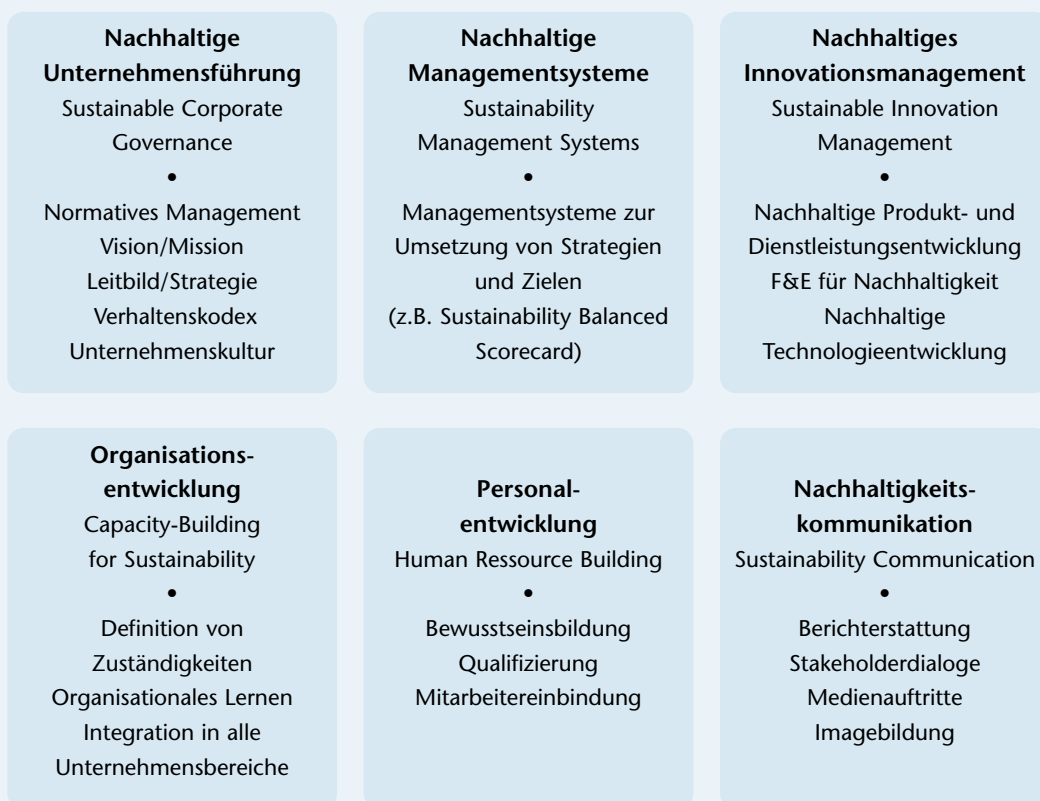 Nachhaltige
Unternehmensführung
Sustainable Corporate
Governance
•
Normatives Management
Vision/Mission
Leitbild/Strategie
Verhaltenskodex
Unternehmenskultur
Nachhaltige
Managementsysteme
Sustainability
Management Systems
•
Managementsysteme zur
Umsetzung von Strategien
und Zielen
(z.B. Sustainability Balanced
Scorecard)
Nachhaltiges
Innovationsmanagement
Sustainable Innovation
Management
•
Nachhaltige Produkt- und
Dienstleistungsentwicklung
F&E für Nachhaltigkeit
Nachhaltige
Technologieentwicklung
Organisations-
entwicklung
Capacity-Building
for Sustainability
•
Definition von
Zuständigkeiten
Organisationales Lernen
Integration in alle
Unternehmensbereiche
Personal-
entwicklung
Human Ressource Building
•
Bewusstseinsbildung
Qualifizierung
Mitarbeitereinbindung
Nachhaltigkeits-
kommunikation
Sustainability Communication
•
Berichterstattung
Stakeholderdialoge
Medienauftritte
Imagebildung